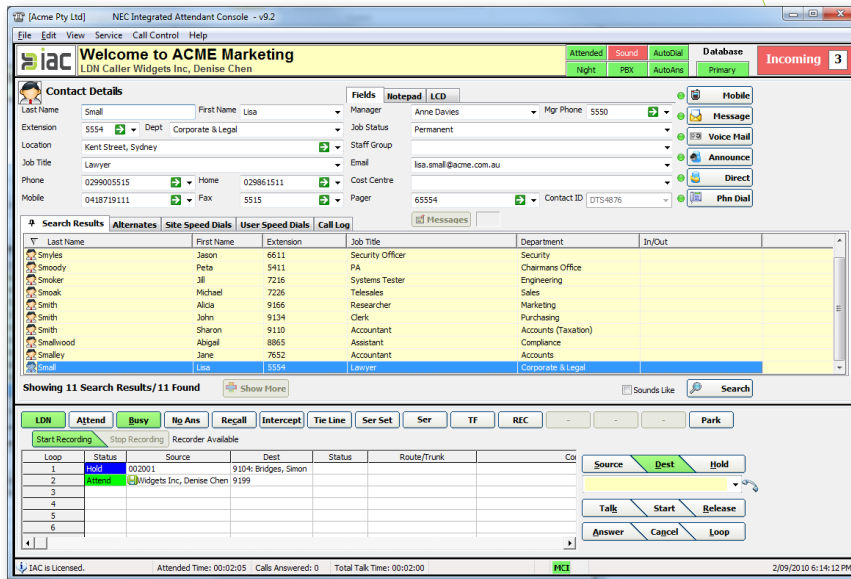 [Acme Pty Ltd] NEC Integrated Attendant Console - v9.2
File Edit View Service Call Control Help
iac
Welcome to ACME Marketing
LDN Caller Widgets Inc, Denise Chen
Attended Sound AutoDial
Night PBX AutoAns
Database
Primary
Incoming 3
Contact Details
Fields Notepad LCD
Last Name Small First Name Lisa
Extension 5554 Dept Corporate & Legal
Location Kent Street, Sydney
Job Title Lawyer
Phone 0299005515 Home 029861511
Mobile 0418719111 Fax 5515
Manager Anne Davies Mgr Phone 5550
Job Status Permanent
Staff Group
Email lisa.small@acme.com.au
Cost Centre
Pager 65554 Contact ID DTS4876
Messages
Mobile
Message
Voice Mail
Announce
Direct
Phn Dial
Search Results Alternates Site Speed Dials User Speed Dials Call Log
Last Name First Name Extension Job Title Department In/Out
Smyles Jason 6611 Security Officer Security
Smoody Peta 5411 PA Chairmans Office
Smoker Jill 7216 Systems Tester Engineering
Smoak Michael 7226 Telesales Sales
Smith Alicia 9166 Researcher Marketing
Smith John 9134 Clerk Purchasing
Smith Sharon 9110 Accountant Accounts (Taxation)
Smallwood Abigail 8865 Assistant Compliance
Smalley Jane 7652 Accountant Accounts
Small Lisa 5554 Lawyer Corporate & Legal
Showing 11 Search Results/11 Found Show More Sounds Like Search
LDN Attend Busy No Ans Recall Intercept Tie Line Ser Set Ser TF REC - - - Park
Start Recording Stop Recording Recorder Available
Loop Status Source Dest Status Route/Trunk Co
1 Hold 002001 9104: Bridges, Simon
2 Attend Widgets Inc, Denise Chen 9199
3
4
5
6
Source Dest Hold
Talk Start Release
Answer Cancel Loop
IAC is Licensed. Attended Time: 00:02:05 Calls Answered: 0 Total Talk Time: 00:02:00 MCI 2/09/2010 6:14:12 PM